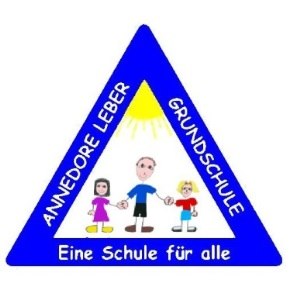 ANNEDORE LEBER
GRUNDSCHULE
Eine Schule für alle